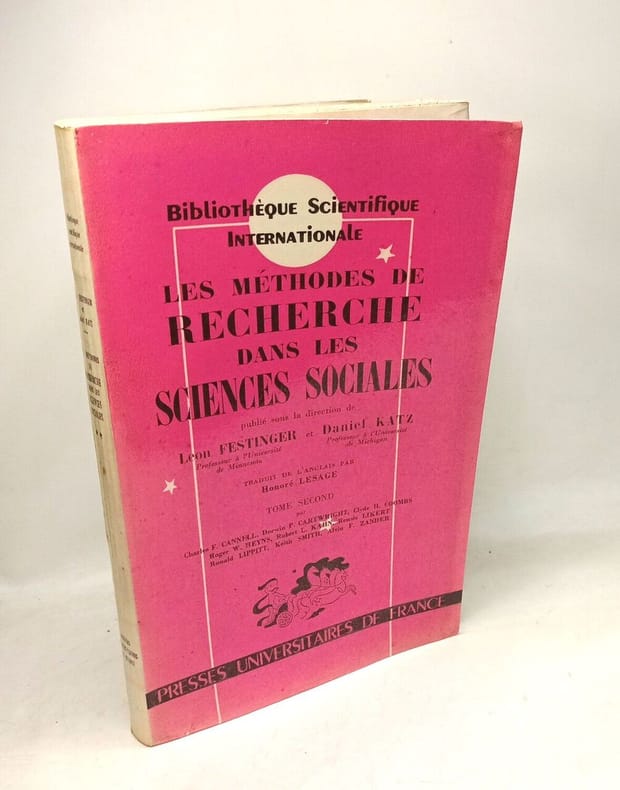 Bibliothèque Scientifique
Internationale
LES MÉTHODES DE
RECHERCHE
DANS LES
SCIENCES SOCIALES
publié sous la direction de
Léon FESTINGER et Daniel KATZ
Professeur à l'Université de Minnesota
Professeur à l'Université de Michigan
TRADUIT DE L'ANGLAIS PAR
Honoré LESAGE
TOME SECOND
par
Charles F. CANNELL, Dorwin P. CARTWRIGHT, Clyde H. COOMBS
Roger W. HEYNS, Robert L. KAHN, Rensis LIKERT
Ronald LIPPITT, Keith SMITH, Alvin F. ZANDER
PRESSES UNIVERSITAIRES DE FRANCE